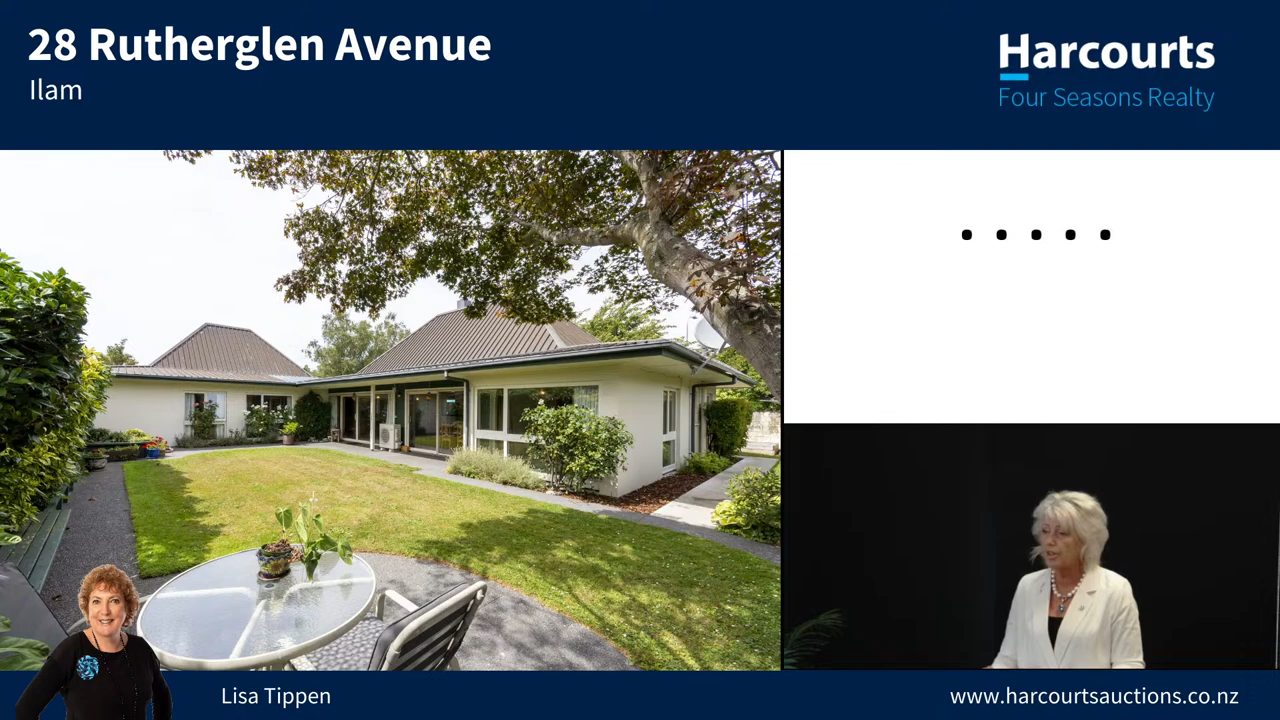 28 Rutherglen Avenue
Ilam
Harcourts
Four Seasons Realty
.....
Lisa Tippen
www.harcourtsauctions.co.nz